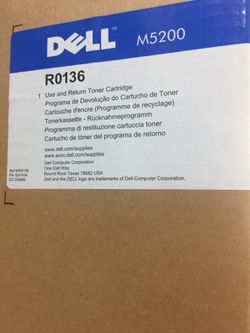 DELL™ M5200
R0136
1 Use and Return Toner Cartridge
Programa de Devolução do Cartucho de Toner
Cartouche d'encre (Programme de recyclage)
Tonerkassette - Rücknahmeprogramm
Programma di restituzione cartuccia toner
Cartucho de tóner del programa de retorno
www.dell.com/supplies
www.euro.dell.com/supplies
Dell Computer Corporation
One Dell Way
Round Rock Texas 78682 USA
Dell and the DELL logo are trademarks of Dell Computer Corporation.